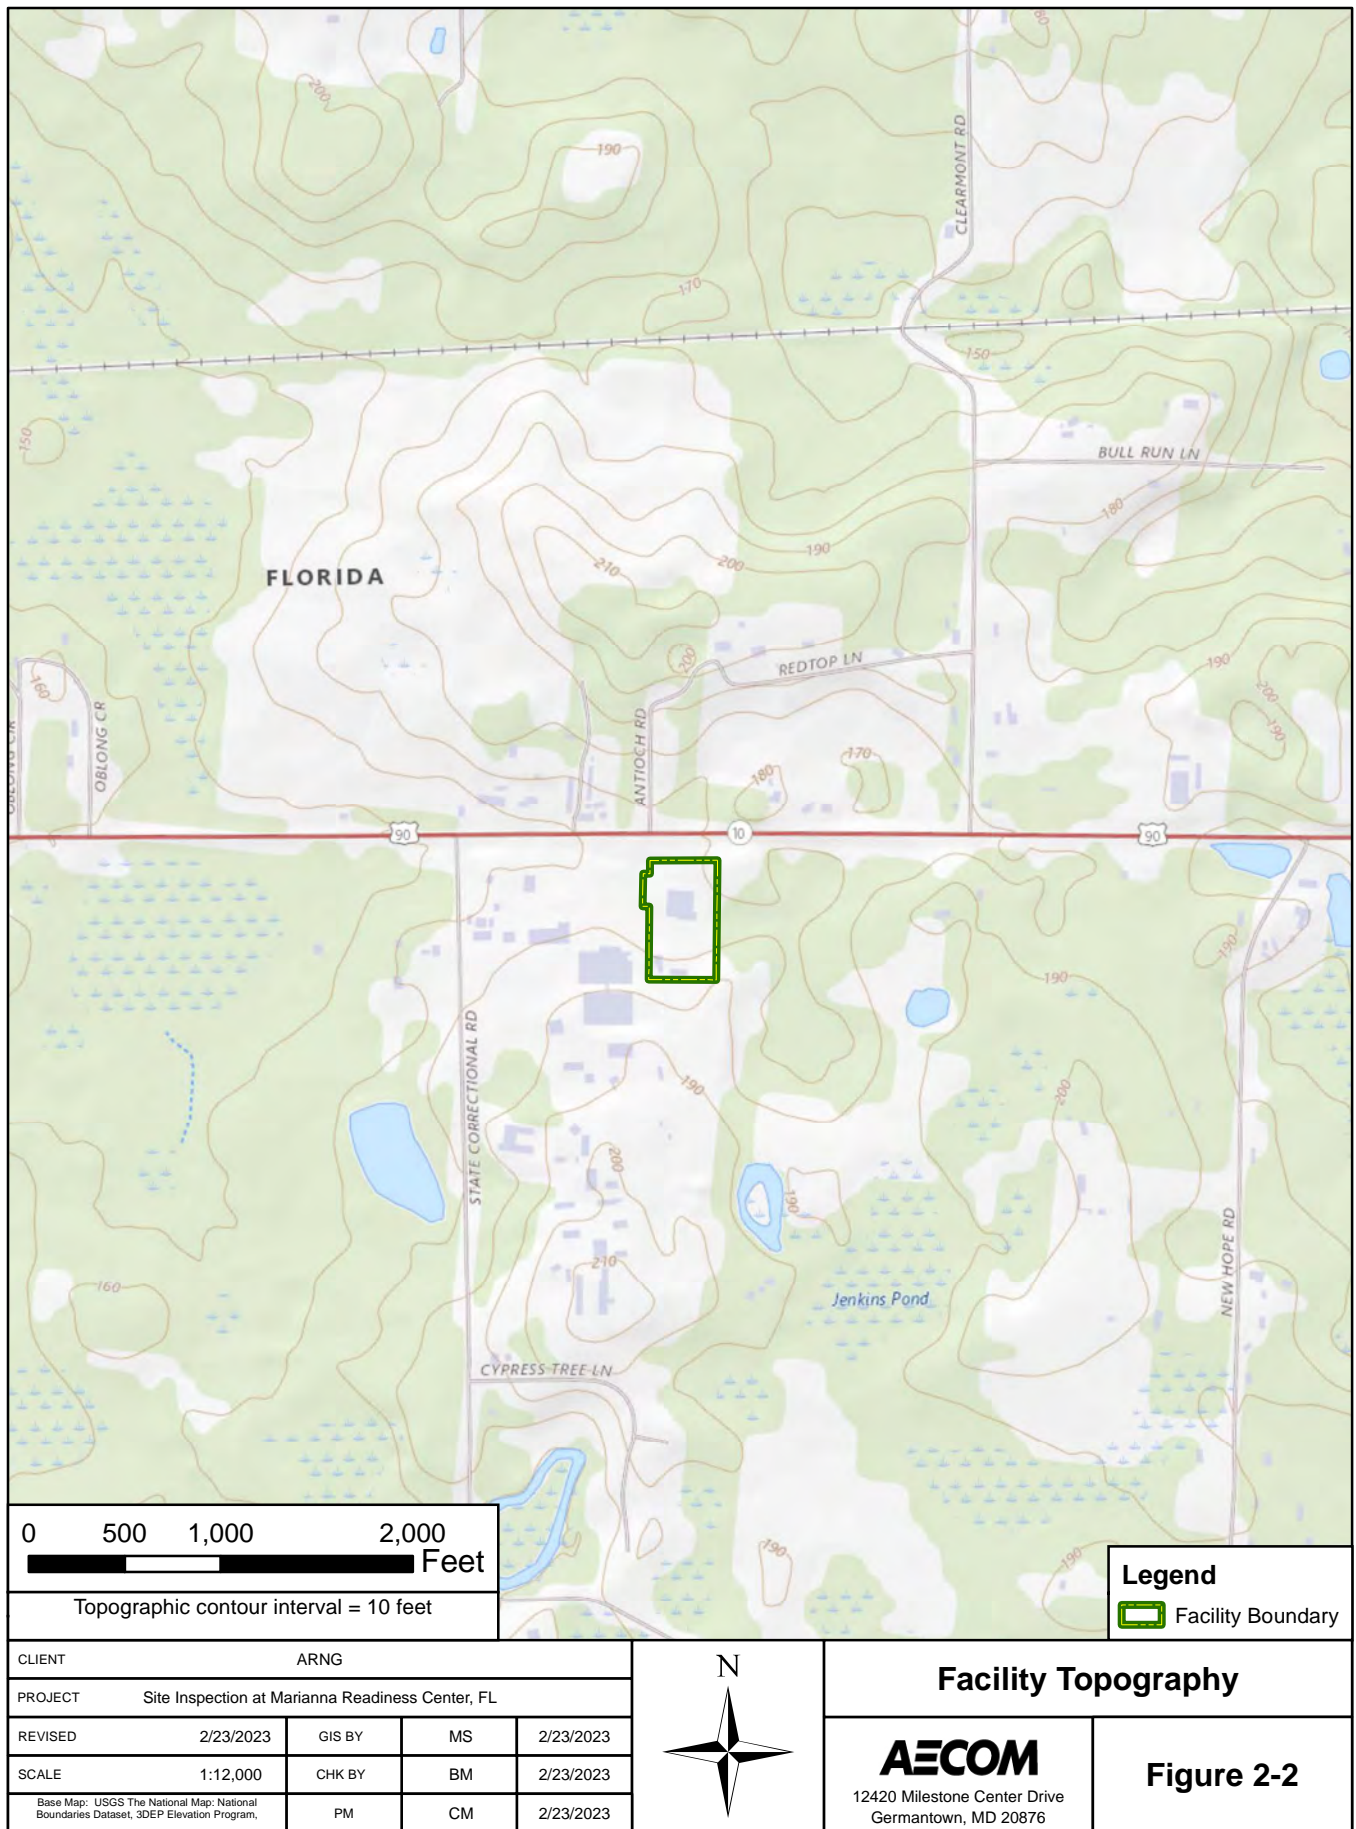 180
200
CLEARMONT RD
190
170
150
150
BULL RUN LN
180
190
200
210
FLORIDA
200
REDTOP LN
190
160
200
OBLONG CR
ANTIOCH RD
190
170
180
90
10
90
190
190
STATE CORRECTIONAL RD
190
200
200
190
NEW HOPE RD
210
160
Jenkins Pond
CYPRESS TREE LN
190
190
0 500 1,000 2,000
Feet
Topographic contour interval = 10 feet
Legend
Facility Boundary
CLIENT ARNG
PROJECT Site Inspection at Marianna Readiness Center, FL
REVISED 2/23/2023 GIS BY MS 2/23/2023
SCALE 1:12,000 CHK BY BM 2/23/2023
Base Map: USGS The National Map: National
Boundaries Dataset, 3DEP Elevation Program,
PM CM 2/23/2023
N
Facility Topography
AECOM
12420 Milestone Center Drive
Germantown, MD 20876
Figure 2-2